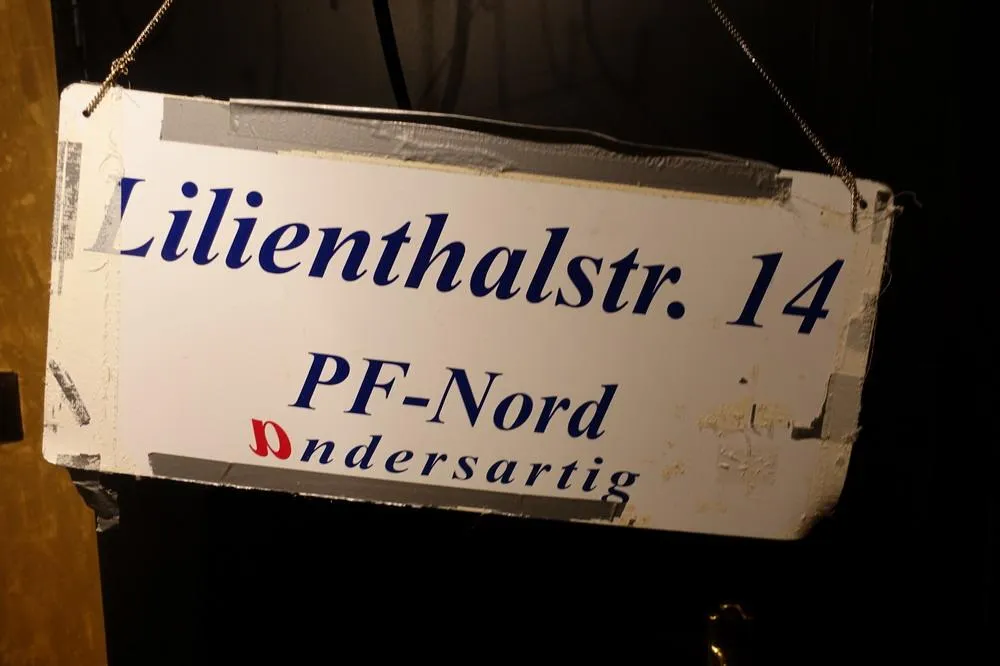 Lilienthalstr. 14
PF-Nord
andersartig